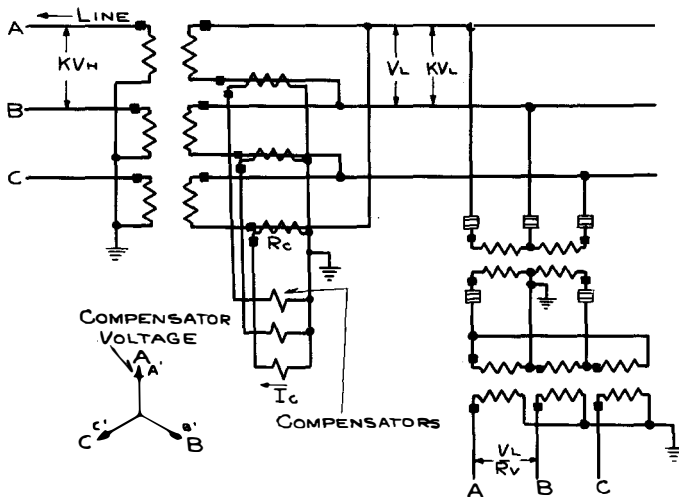 LINE
A
KVH
VL
KVL
B
C
RC
COMPENSATOR
VOLTAGE
A
A'
C'
B'
C
B
IC
COMPENSATORS
VL
RV
A
B
C